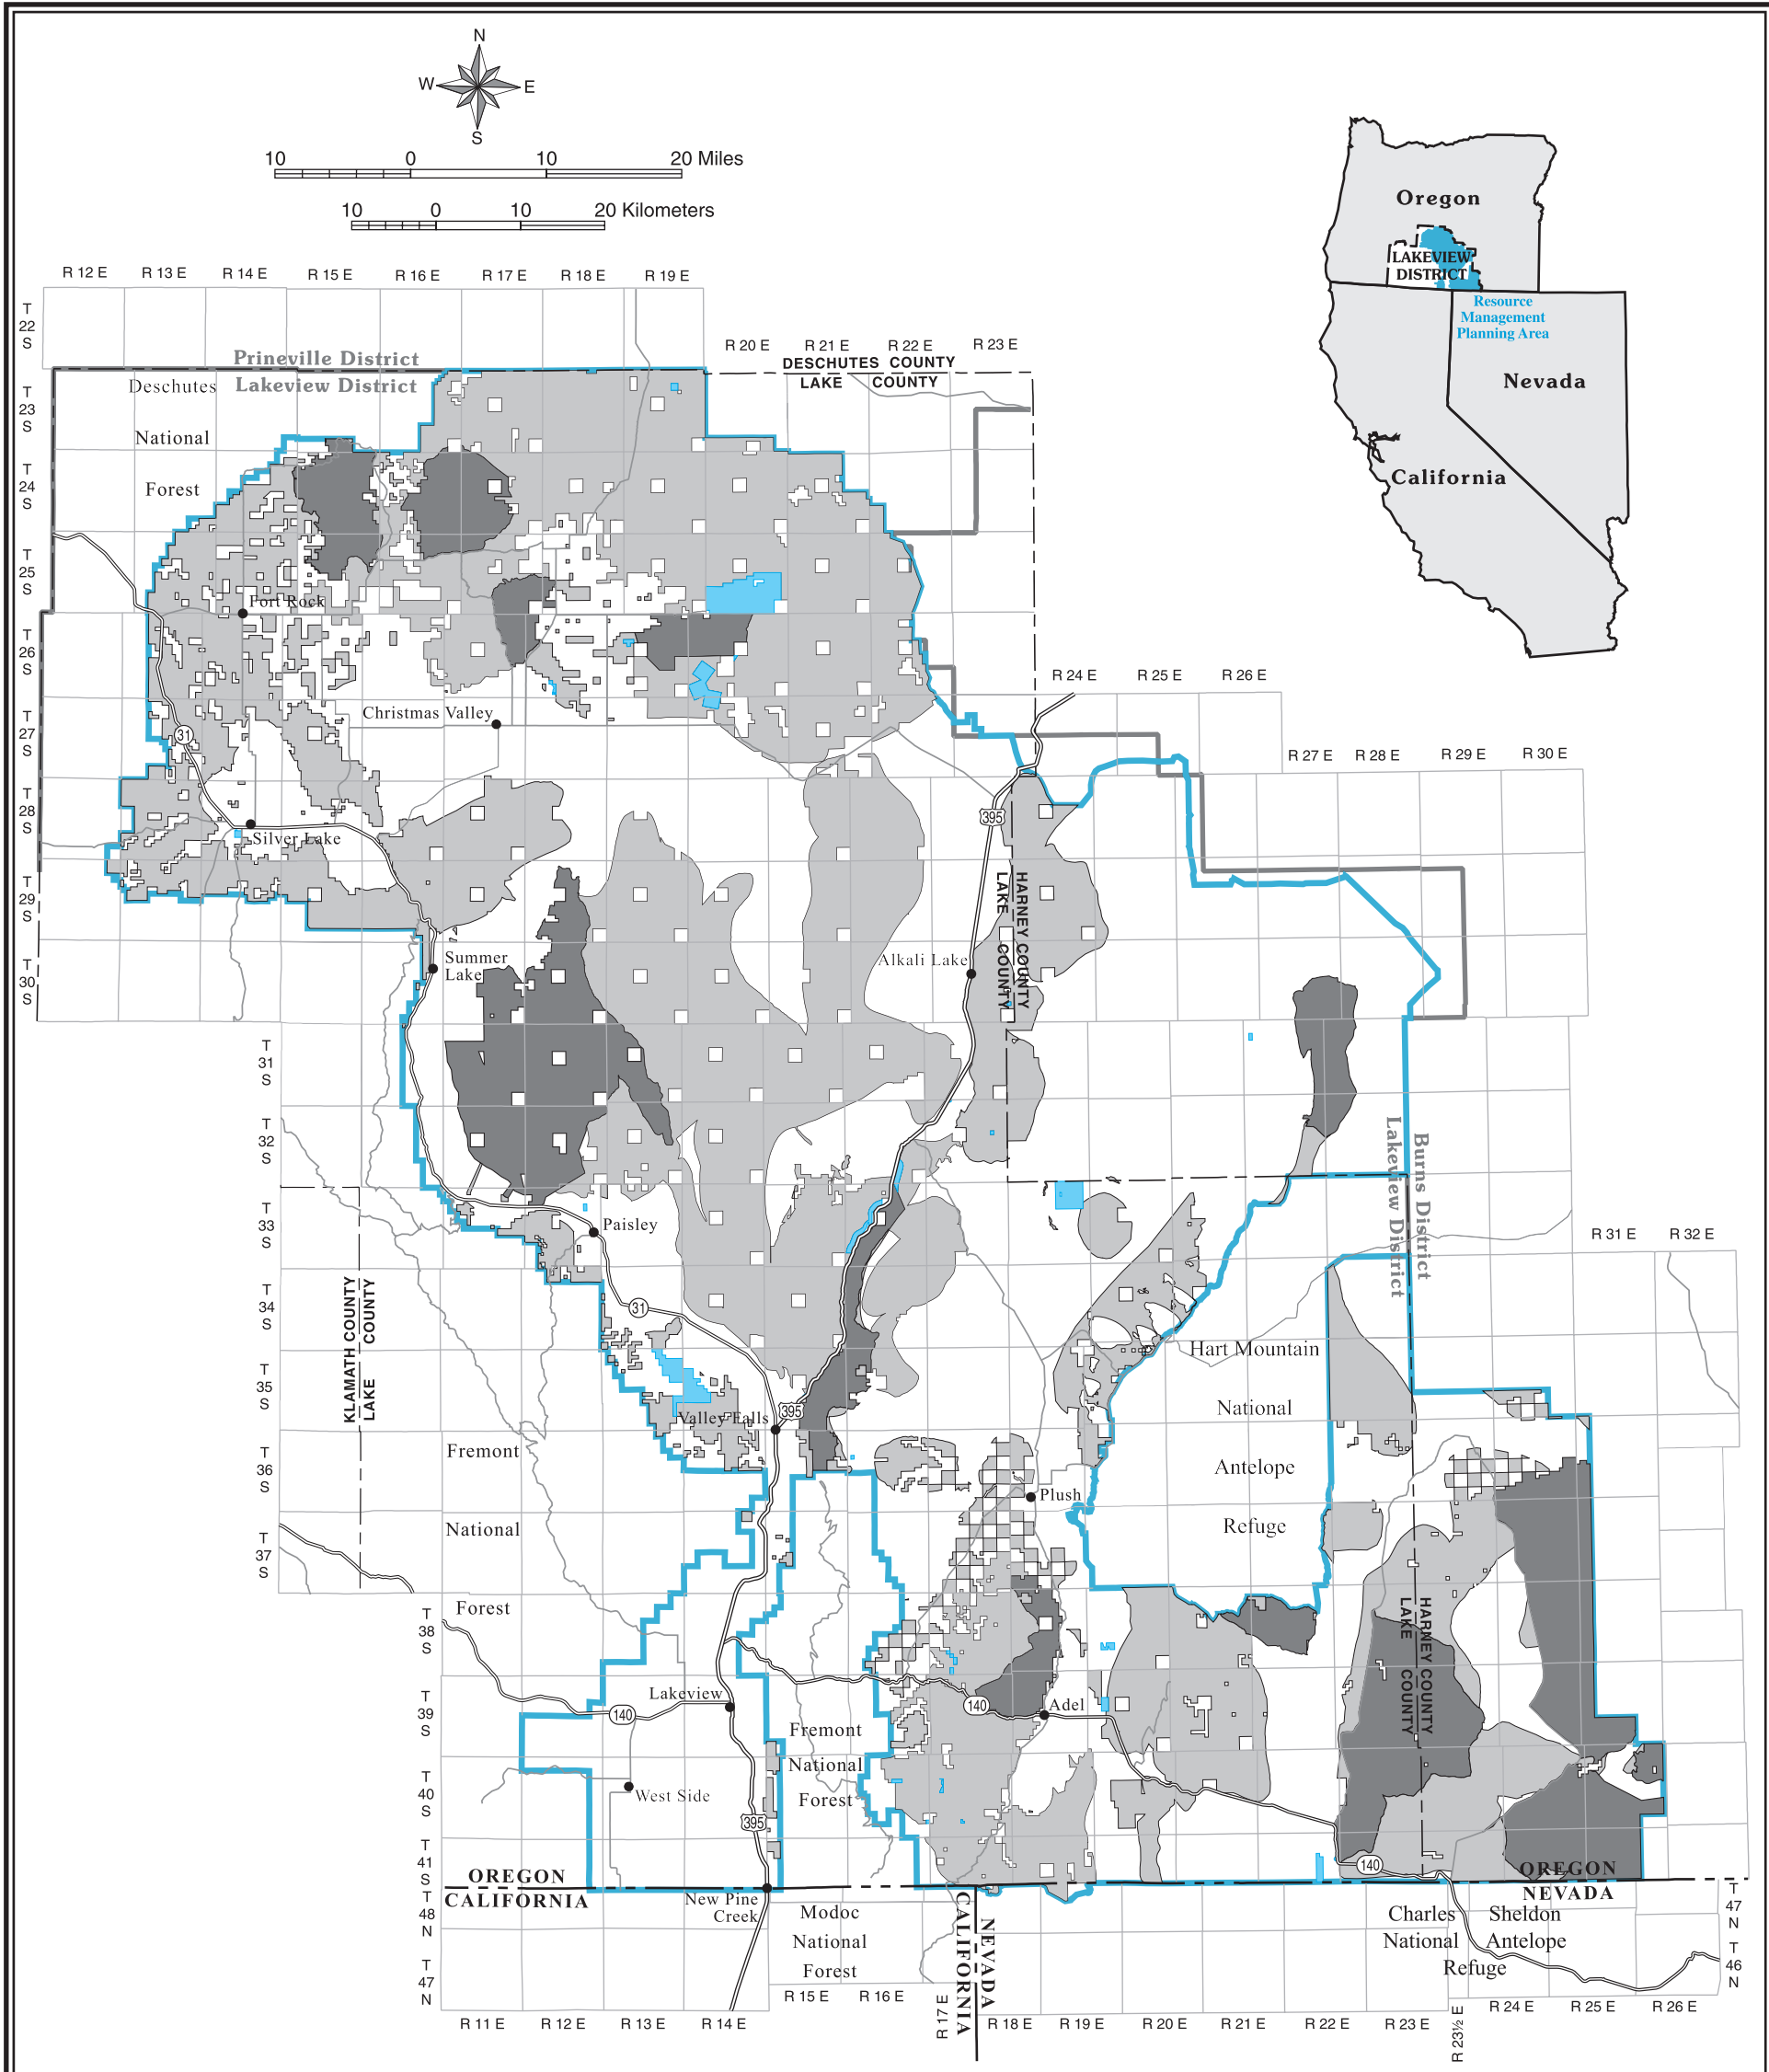 N
W E
S
10 0 10 20 Miles
10 0 10 20 Kilometers
Oregon
LAKEVIEW
DISTRICT
Resource
Management
Planning Area
Nevada
California
R 12 E R 13 E R 14 E R 15 E R 16 E R 17 E R 18 E R 19 E
T
22
S
R 20 E R 21 E R 22 E R 23 E
Prineville District
Lakeview District
DESCHUTES COUNTY
LAKE COUNTY
Deschutes
National
Forest
T
23
S
T
24
S
T
25
S
Fort Rock
T
26
S
R 24 E R 25 E R 26 E
Christmas Valley
T
27
S
31
R 27 E R 28 E R 29 E R 30 E
T
28
S
395
Silver Lake
T
29
S
LAKE COUNTY
HARNEY COUNTY
T
30
S
Summer
Lake
Alkali Lake
T
31
S
T
32
S
Lakeview District
Burns District
T
33
S
Paisley
R 31 E R 32 E
KLAMATH COUNTY
LAKE COUNTY
T
34
S
31
Hart Mountain
National
Antelope
Refuge
T
35
S
395
Valley Falls
T
36
S
Fremont
National
Forest
Plush
T
37
S
T
38
S
LAKE COUNTY
HARNEY COUNTY
T
39
S
Lakeview
140
140
Adel
Fremont
National
Forest
T
40
S
West Side
395
T
41
S
140
OREGON
CALIFORNIA
OREGON
NEVADA
T
48
N
New Pine
Creek
Modoc
National
Forest
CALIFORNIA
NEVADA
Charles Sheldon
National Antelope
Refuge
T
47
N
T
46
N
T
47
N
R 15 E R 16 E
R 17 E
R 11 E R 12 E R 13 E R 14 E
R 18 E R 19 E R 20 E R 21 E R 22 E R 23 E
R 23½ E
R 24 E R 25 E R 26 E